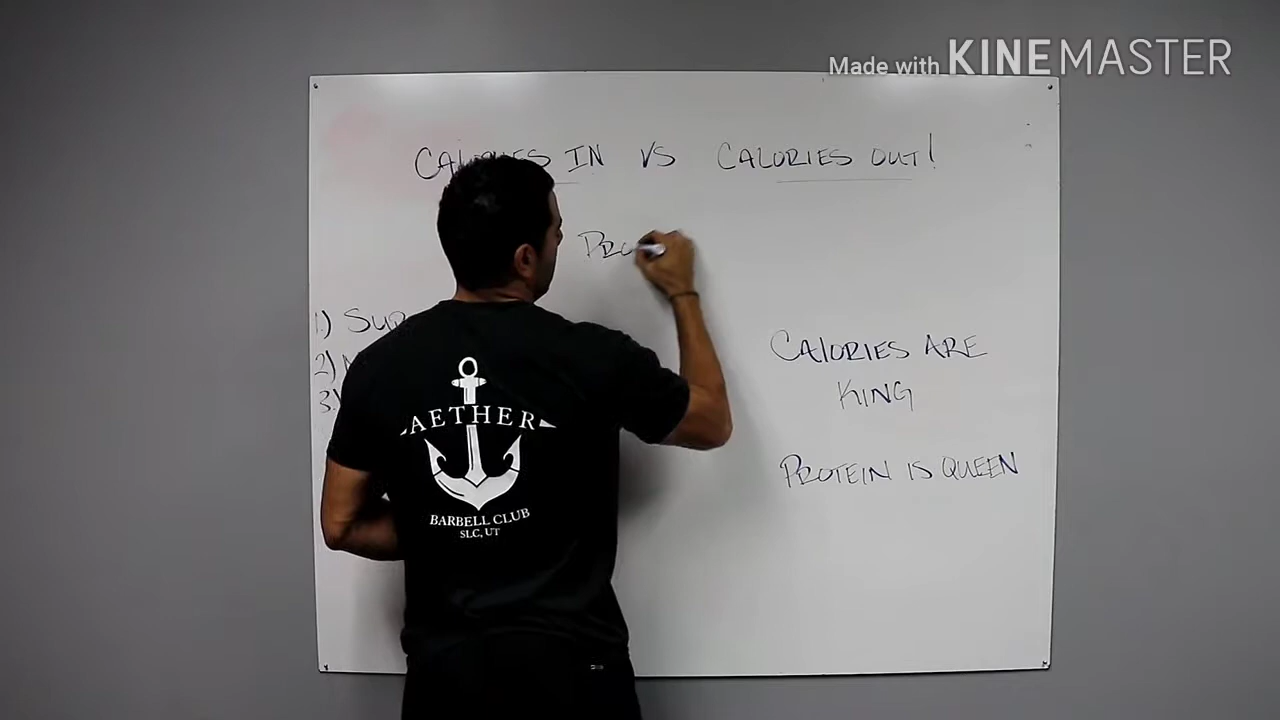 Made with KINEMASTER
CALORIES IN VS CALORIES OUT!
PRO
1) SUR
2)
3)
CALORIES ARE
KING
PROTEIN IS QUEEN
AETHER
BARBELL CLUB
SLC, UT